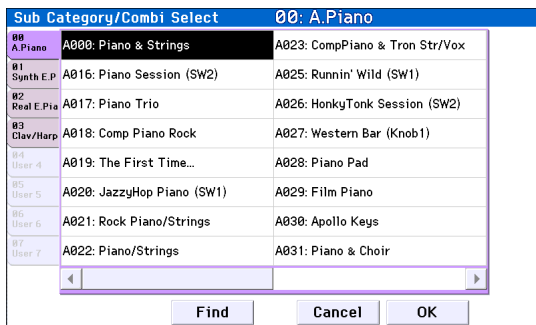 Sub Category/Combi Select 00: A.Piano
00
A.Piano
01
Synth E.P
02
Real E.Pia
03
Clav/Harp
04
User 4
05
User 5
06
User 6
07
User 7
A000: Piano & Strings
A016: Piano Session (SW2)
A017: Piano Trio
A018: Comp Piano Rock
A019: The First Time...
A020: JazzyHop Piano (SW1)
A021: Rock Piano/Strings
A022: Piano/Strings
A023: CompPiano & Tron Str/Vox
A025: Runnin' Wild (SW1)
A026: HonkyTonk Session (SW2)
A027: Western Bar (Knob1)
A028: Piano Pad
A029: Film Piano
A030: Apollo Keys
A031: Piano & Choir
Find Cancel OK